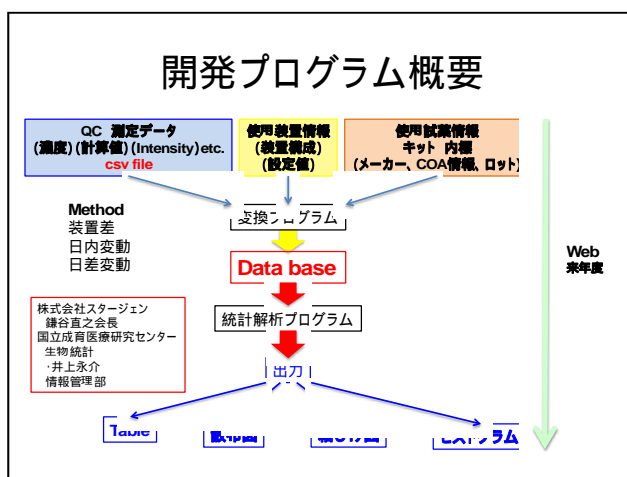 開発プログラム概要
QC 測定データ
(濃度) (計算値) (Intensity) etc.
csv file
使用装置情報
(装置構成)
(設定値)
使用試薬情報
キット 内標
(メーカー、COA情報、ロット)
変換プログラム
Method
装置差
日内変動
日差変動
Web
来年度
Data base
株式会社スタージェン
鎌谷直之会長
国立成育医療研究センター
生物統計
・井上永介
情報管理部
統計解析プログラム
出力
Table
散布図
ヒストグラム